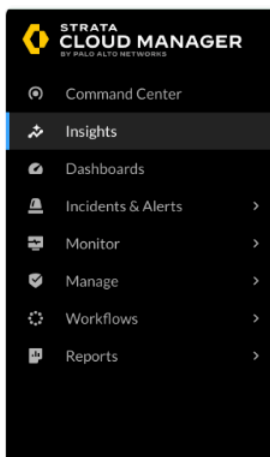 STRATA
CLOUD MANAGER
BY PALO ALTO NETWORKS
Command Center
Insights
Dashboards
Incidents & Alerts
Monitor
Manage
Workflows
Reports